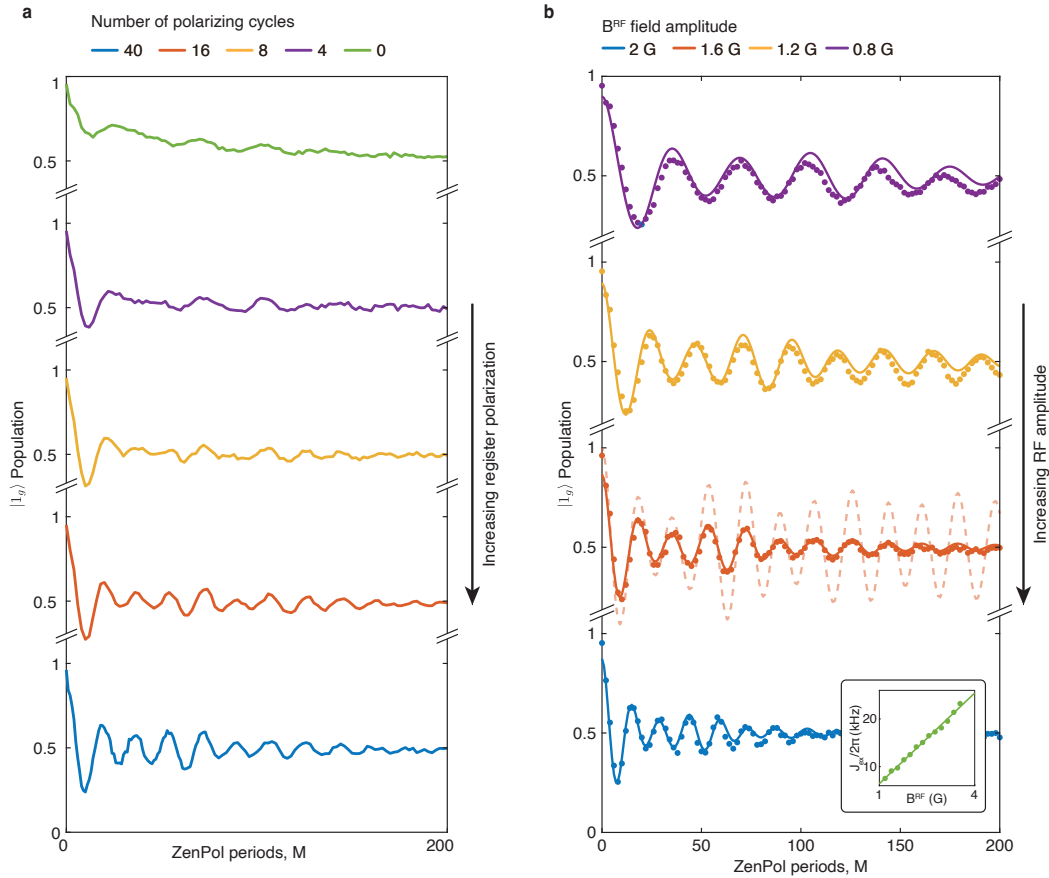 a
Number of polarizing cycles
40 16 8 4 0
1
0.5
1
0.5
1
0.5
1
0.5
1
0.5
0
0 200
ZenPol periods, M
|1g⟩ Population
Increasing register polarization
b
Bᴿᶠ field amplitude
2 G 1.6 G 1.2 G 0.8 G
1
0.5
1
0.5
1
0.5
1
0.5
0
0 50 100 150 200
ZenPol periods, M
|1g⟩ Population
Increasing RF amplitude
20
10
1 4
Jex/2π (kHz)
Bᴿᶠ (G)